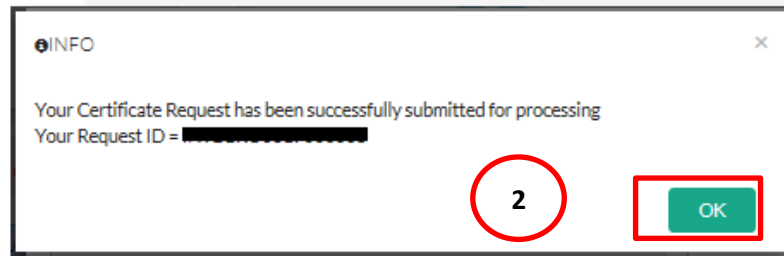 INFO ×
Your Certificate Request has been successfully submitted for processing
Your Request ID =
2
OK